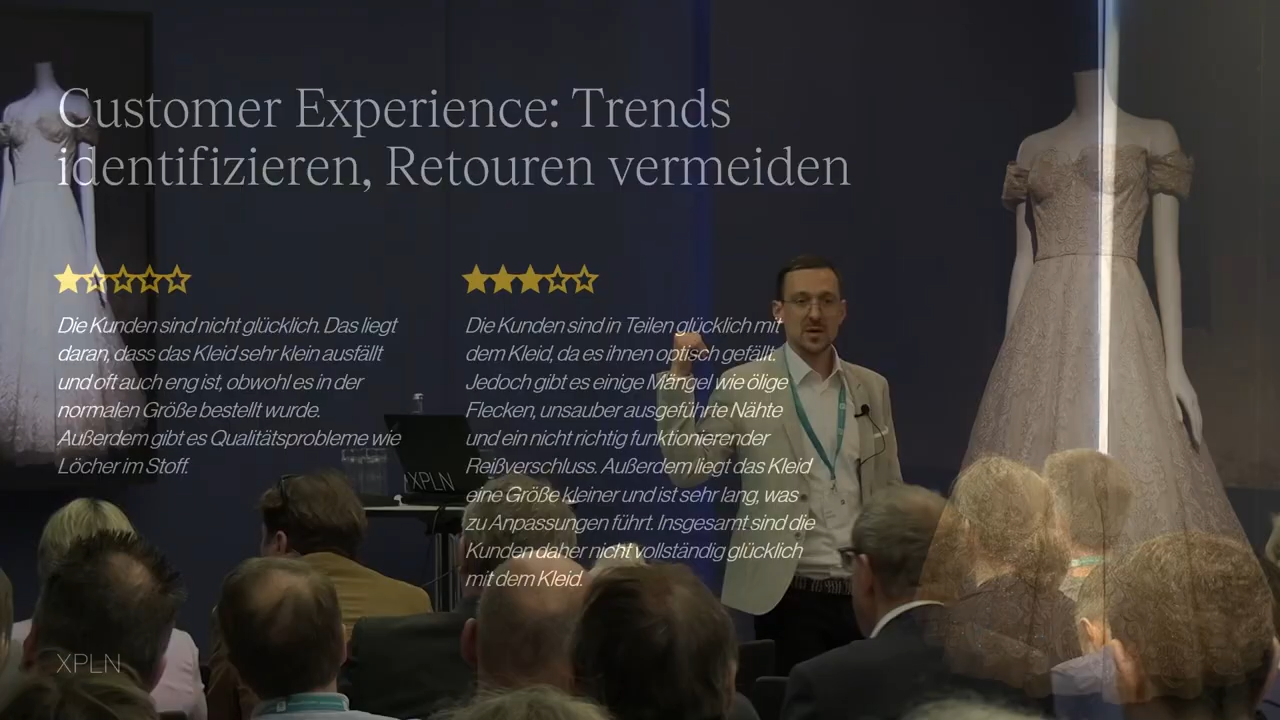 Customer Experience: Trends
identifizieren, Retouren vermeiden
Die Kunden sind nicht glücklich. Das liegt
daran, dass das Kleid sehr klein ausfällt
und oft auch eng ist, obwohl es in der
normalen Größe bestellt wurde.
Außerdem gibt es Qualitätsprobleme wie
Löcher im Stoff.
Die Kunden sind in Teilen glücklich mit
dem Kleid, da es ihnen optisch gefällt.
Jedoch gibt es einige Mängel wie ölige
Flecken, unsauber ausgeführte Nähte
und ein nicht richtig funktionierender
Reißverschluss. Außerdem liegt das Kleid
eine Größe kleiner und ist sehr lang, was
zu Anpassungen führt. Insgesamt sind die
Kunden daher nicht vollständig glücklich
mit dem Kleid.
XPLN
XPLN